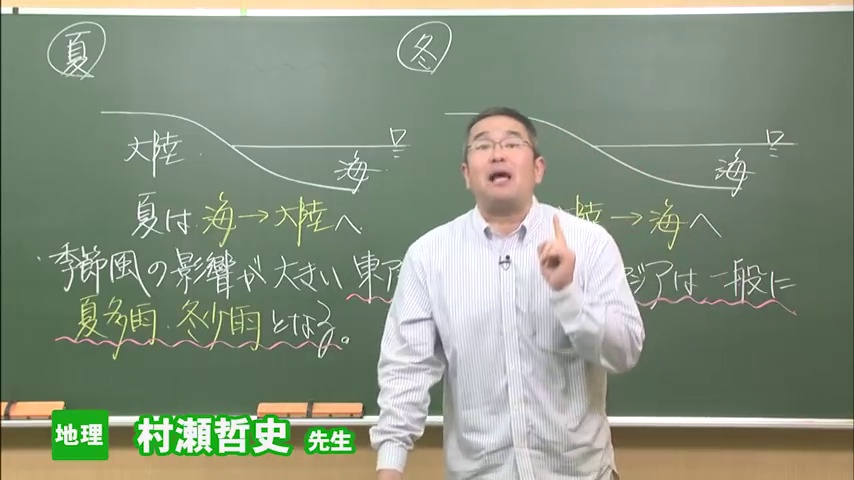 夏
冬
大陸
海
海
夏は海→大陸へ
陸→海へ
季節風の影響が大きい東ア
ジアは一般に
夏多雨・冬少雨となる。
地理 村瀬哲史 先生